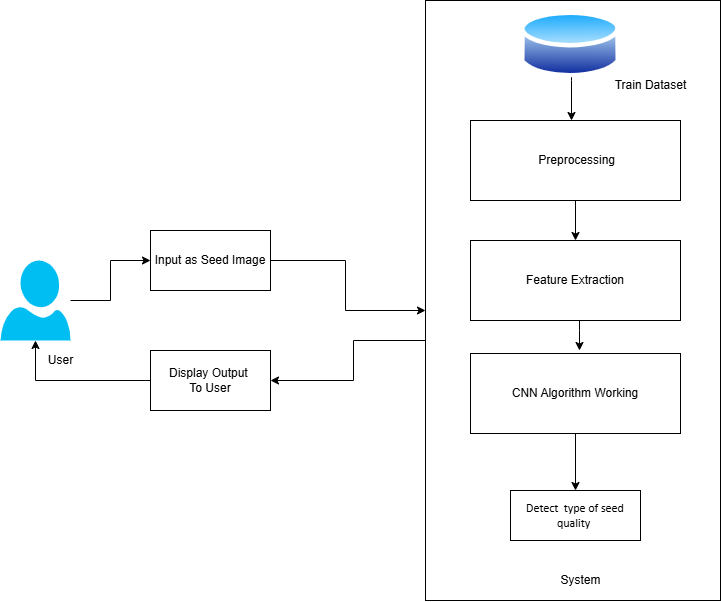 Train Dataset
Preprocessing
Input as Seed Image
Feature Extraction
User
Display Output
To User
CNN Algorithm Working
Detect type of seed
quality
System